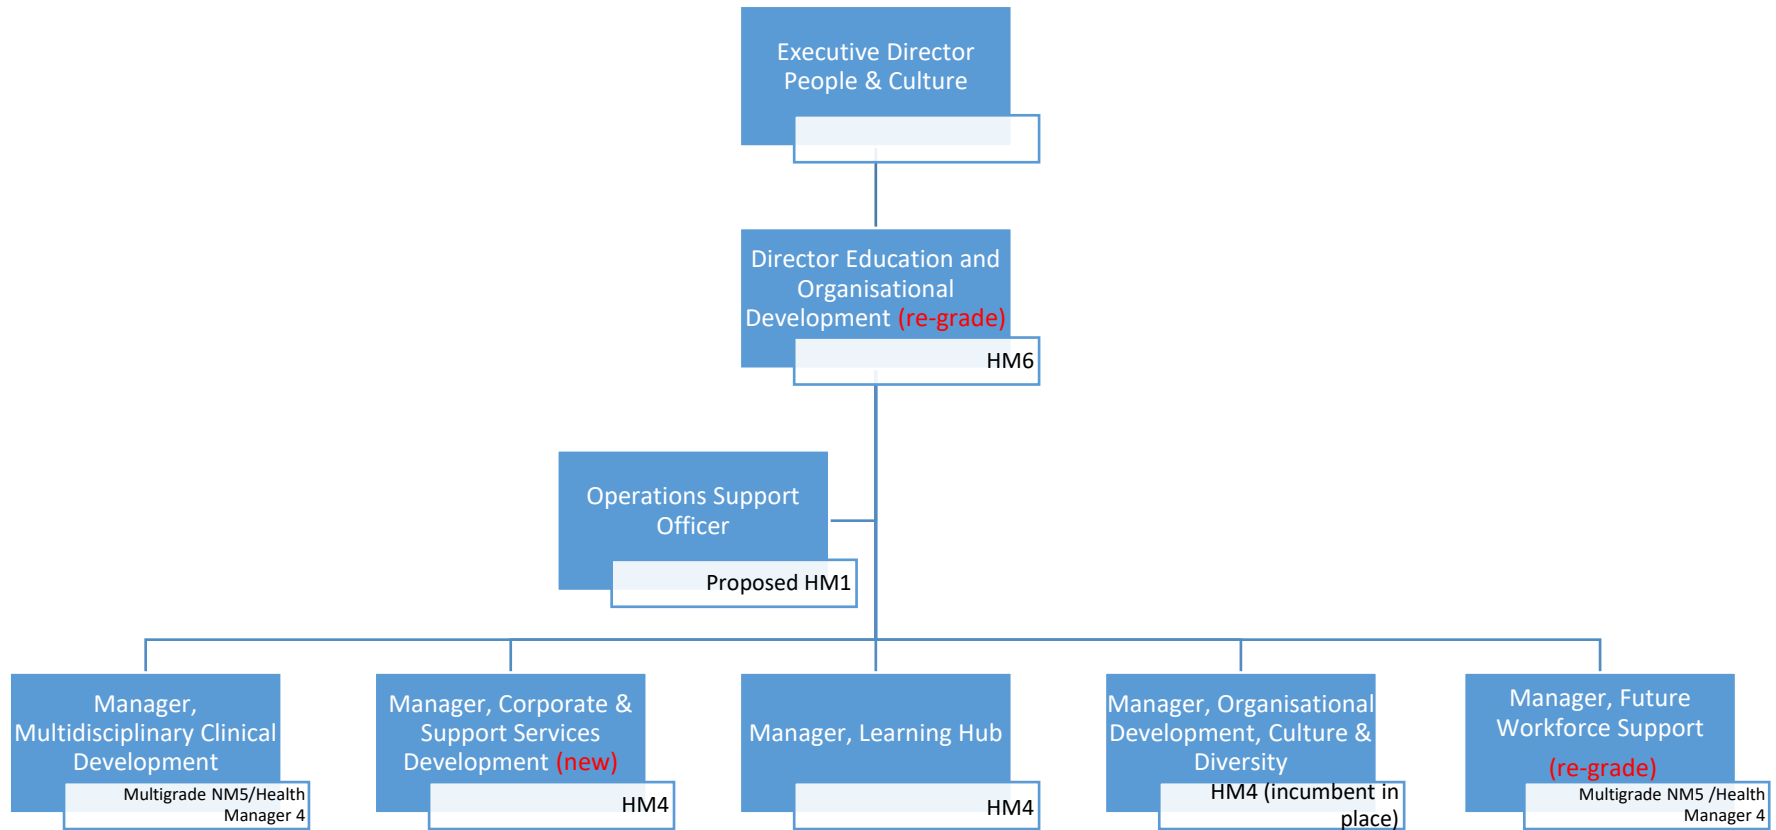 Executive Director
People & Culture
Director Education and
Organisational
Development (re-grade)
HM6
Operations Support
Officer
Proposed HM1
Manager,
Multidisciplinary Clinical
Development
Multigrade NM5/Health
Manager 4
Manager, Corporate &
Support Services
Development (new)
HM4
Manager, Learning Hub
HM4
Manager, Organisational
Development, Culture &
Diversity
HM4 (incumbent in
place)
Manager, Future
Workforce Support
(re-grade)
Multigrade NM5 /Health
Manager 4